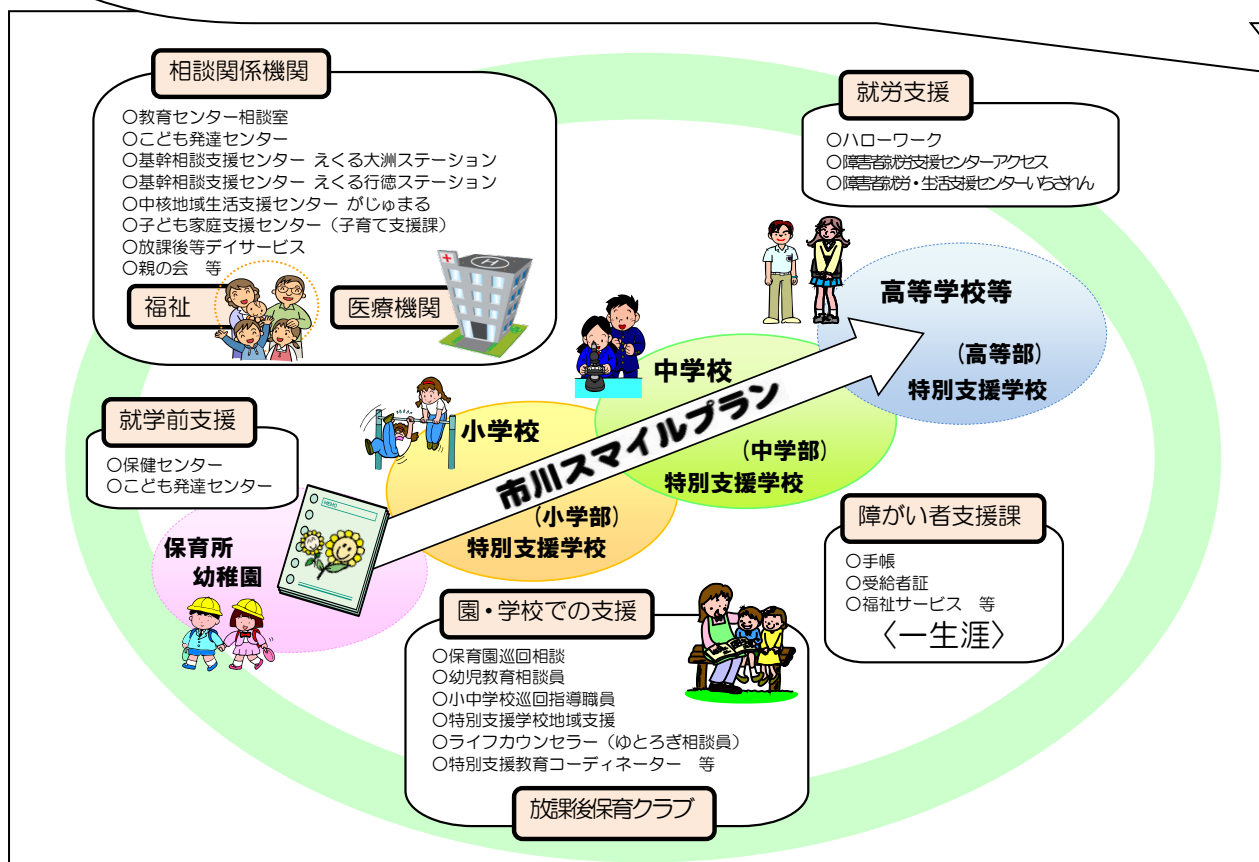 相談関係機関
○教育センター相談室
○こども発達センター
○基幹相談支援センター えくる大洲ステーション
○基幹相談支援センター えくる行徳ステーション
○中核地域生活支援センター がじゅまる
○子ども家庭支援センター（子育て支援課）
○放課後等デイサービス
○親の会　等
福祉
医療機関
就労支援
○ハローワーク
○障害者就労支援センターアクセス
○障害者就労・生活支援センターいちされん
高等学校等
（高等部）
特別支援学校
中学校
（中学部）
特別支援学校
小学校
（小学部）
特別支援学校
市川スマイルプラン
就学前支援
○保健センター
○こども発達センター
保育所
幼稚園
障がい者支援課
○手帳
○受給者証
○福祉サービス　等
〈一生涯〉
園・学校での支援
○保育園巡回相談
○幼児教育相談員
○小中学校巡回指導職員
○特別支援学校地域支援
○ライフカウンセラー（ゆとろぎ相談員）
○特別支援教育コーディネーター　等
放課後保育クラブ